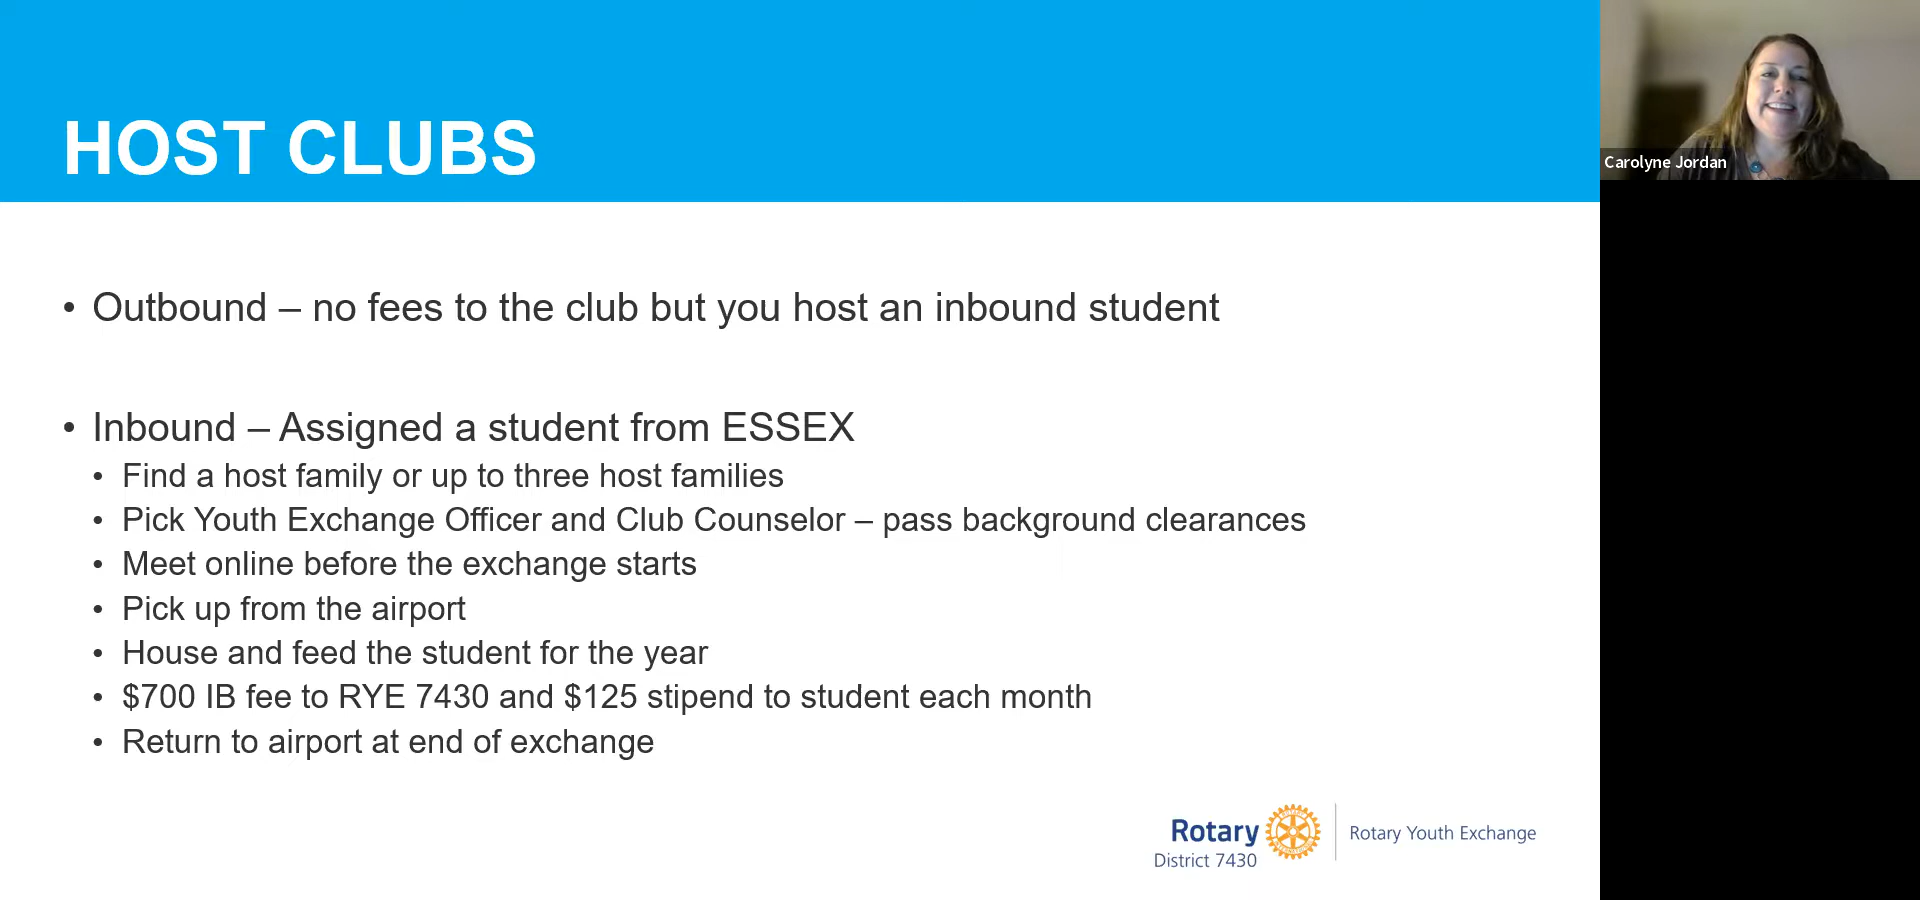 HOST CLUBS
Carolyne Jordan
• Outbound – no fees to the club but you host an inbound student
• Inbound – Assigned a student from ESSEX
• Find a host family or up to three host families
• Pick Youth Exchange Officer and Club Counselor – pass background clearances
• Meet online before the exchange starts
• Pick up from the airport
• House and feed the student for the year
• $700 IB fee to RYE 7430 and $125 stipend to student each month
• Return to airport at end of exchange
Rotary
District 7430
Rotary Youth Exchange